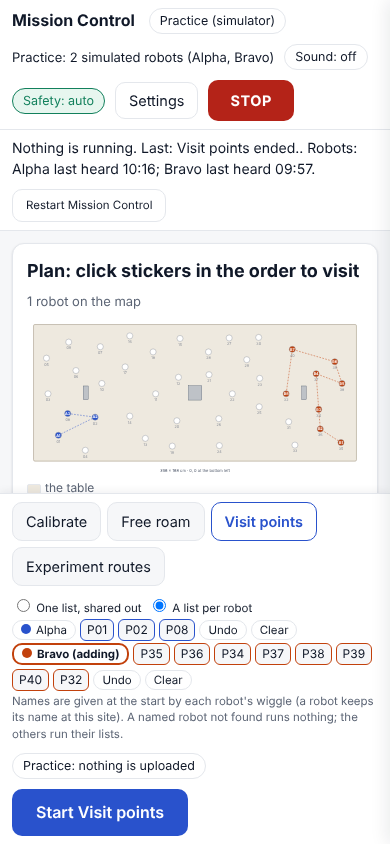 Mission Control
Practice (simulator)
Practice: 2 simulated robots (Alpha, Bravo)
Sound: off
Safety: auto
Settings
STOP
Nothing is running. Last: Visit points ended.. Robots:
Alpha last heard 10:16; Bravo last heard 09:57.
Restart Mission Control
Plan: click stickers in the order to visit
1 robot on the map
the table
Calibrate
Free roam
Visit points
Experiment routes
One list, shared out
A list per robot
Alpha P01 P02 P08 Undo Clear
Bravo (adding) P35 P36 P34 P37 P38 P39
P40 P32 Undo Clear
Names are given at the start by each robot's wiggle (a robot keeps
its name at this site). A named robot not found runs nothing; the
others run their lists.
Practice: nothing is uploaded
Start Visit points